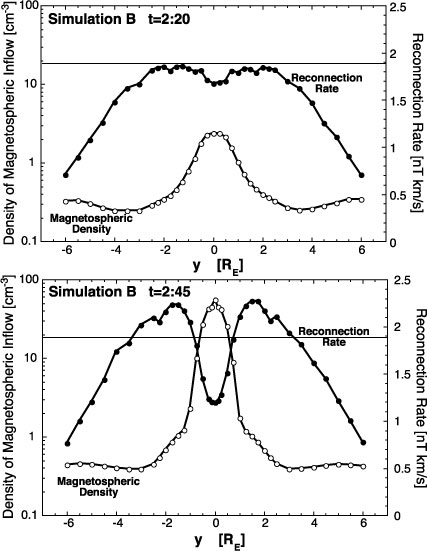 Simulation B t=2:20
Density of Magnetospheric Inflow [cm-3]
100
10
1
0.1
Reconnection
Rate
Magnetospheric
Density
2.5
2
1.5
1
0.5
0
Reconnection Rate [nT km/s]
-6 -4 -2 0 2 4 6
y [RE]
Simulation B t=2:45
Density of Magnetospheric Inflow [cm-3]
100
10
1
0.1
Reconnection
Rate
Magnetospheric
Density
2.5
2
1.5
1
0.5
0
Reconnection Rate [nT km/s]
-6 -4 -2 0 2 4 6
y [RE]